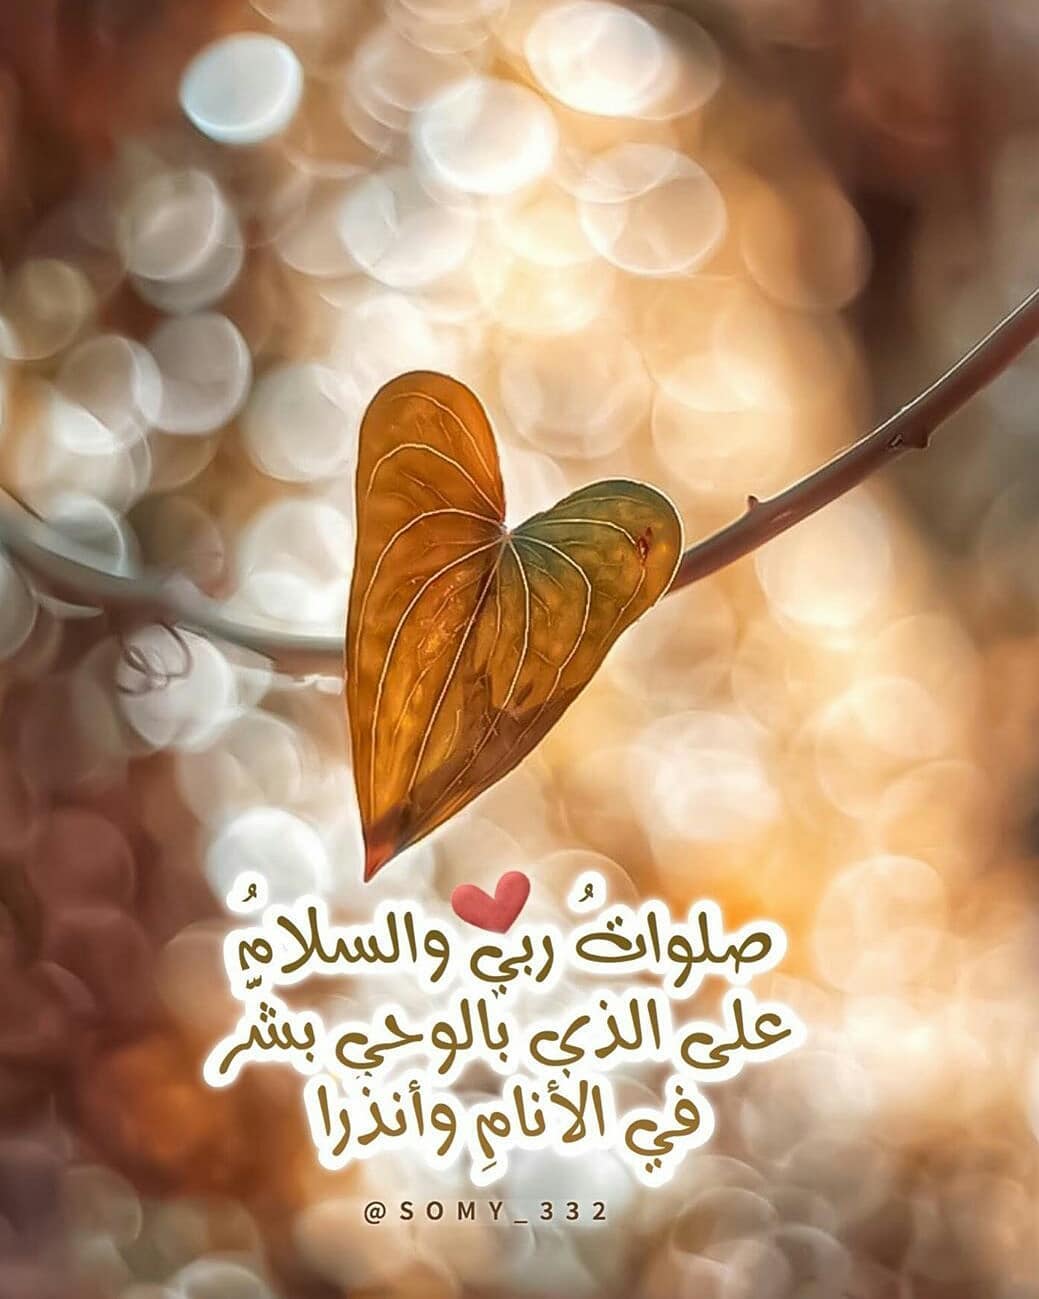 صلواتُ ربي والسلامُ
على الذي بالوحي بشّر
في الأنامِ وأنذرا
@SOMY_332